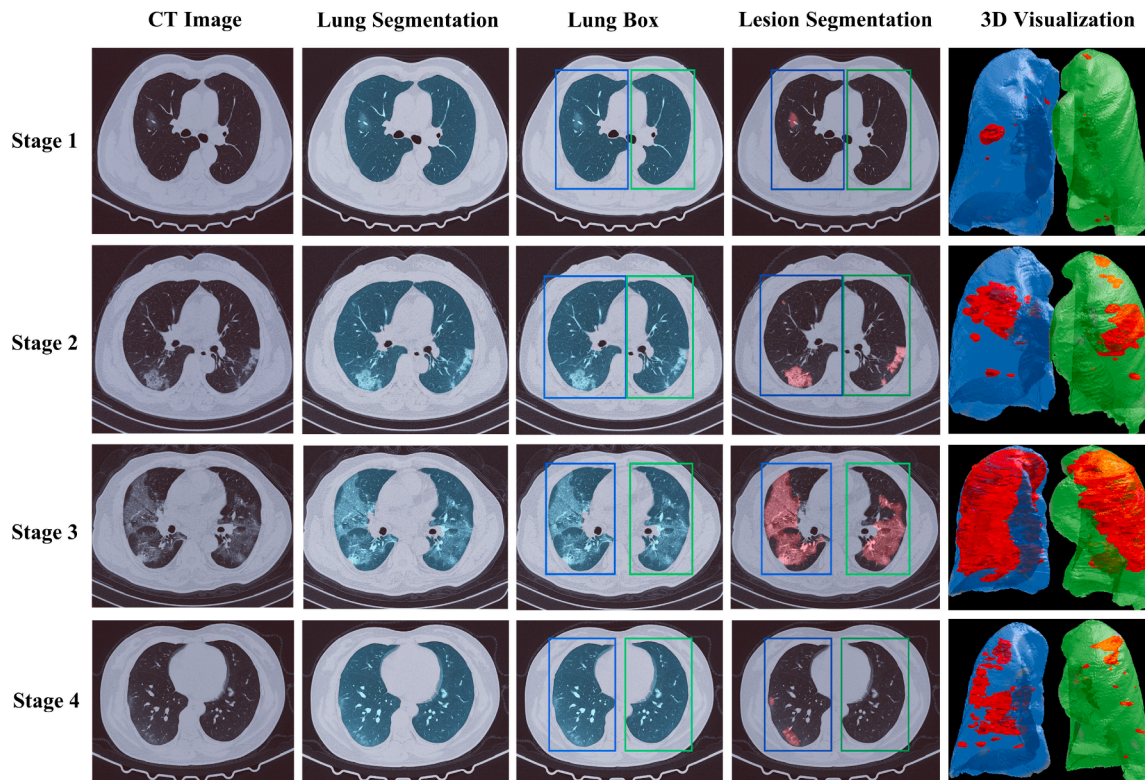 CT Image Lung Segmentation Lung Box Lesion Segmentation 3D Visualization
Stage 1
Stage 2
Stage 3
Stage 4